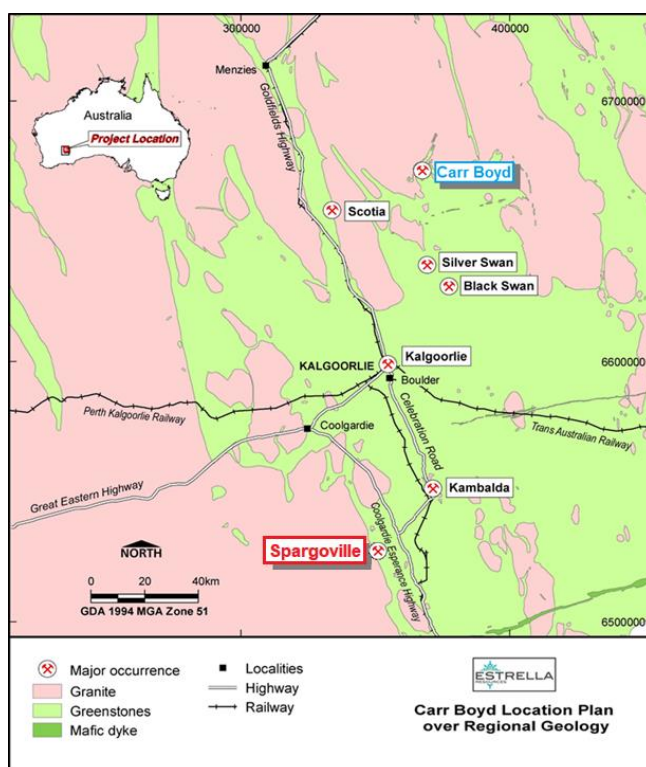 300000
400000
Menzies
6700000
Australia
Project Location
Goldfields Highway
Carr Boyd
Scotia
Silver Swan
Black Swan
Kalgoorlie
KALGOORLIE
6600000
Boulder
Perth Kalgoorlie Railway
Celebration Road
Trans Australian Railway
Coolgardie
Great Eastern Highway
Kambalda
Coolgardie Esperance Highway
NORTH
Spargoville
0 20 40km
GDA 1994 MGA Zone 51
6500000
Major occurrence
Granite
Greenstones
Mafic dyke
Localities
Highway
Railway
ESTRELLA
RESOURCES
Carr Boyd Location Plan
over Regional Geology